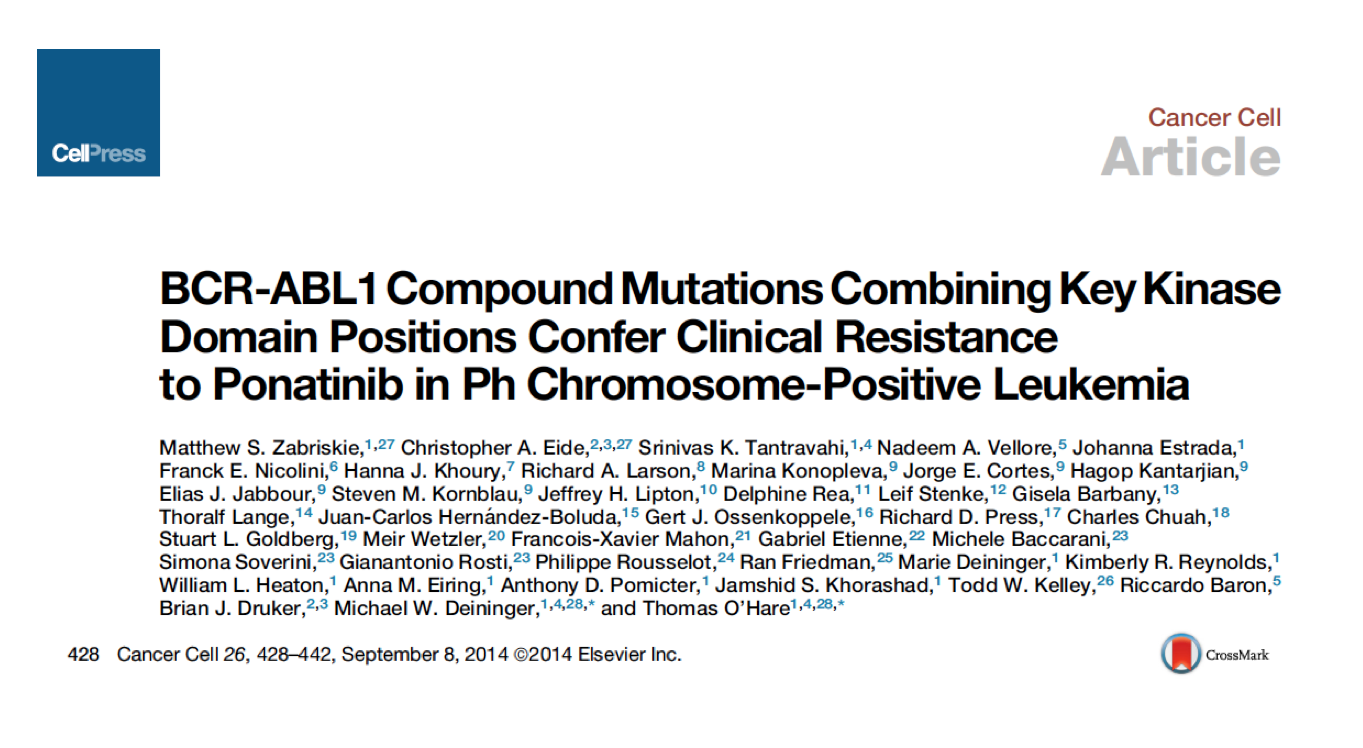 CellPress
Cancer Cell
Article
BCR-ABL1 Compound Mutations Combining Key Kinase
Domain Positions Confer Clinical Resistance
to Ponatinib in Ph Chromosome-Positive Leukemia
Matthew S. Zabriskie,1,27 Christopher A. Eide,2,3,27 Srinivas K. Tantravahi,1,4 Nadeem A. Vellore,5 Johanna Estrada,1
Franck E. Nicolini,6 Hanna J. Khoury,7 Richard A. Larson,8 Marina Konopleva,9 Jorge E. Cortes,9 Hagop Kantarjian,9
Elias J. Jabbour,9 Steven M. Kornblau,9 Jeffrey H. Lipton,10 Delphine Rea,11 Leif Stenke,12 Gisela Barbany,13
Thoralf Lange,14 Juan-Carlos Hernández-Boluda,15 Gert J. Ossenkoppele,16 Richard D. Press,17 Charles Chuah,18
Stuart L. Goldberg,19 Meir Wetzler,20 Francois-Xavier Mahon,21 Gabriel Etienne,22 Michele Baccarani,23
Simona Soverini,23 Gianantonio Rosti,23 Philippe Rousselot,24 Ran Friedman,25 Marie Deininger,1 Kimberly R. Reynolds,1
William L. Heaton,1 Anna M. Eiring,1 Anthony D. Pomicter,1 Jamshid S. Khorashad,1 Todd W. Kelley,26 Riccardo Baron,5
Brian J. Druker,2,3 Michael W. Deininger,1,4,28,* and Thomas O'Hare1,4,28,*
428 Cancer Cell 26, 428–442, September 8, 2014 ©2014 Elsevier Inc.
CrossMark